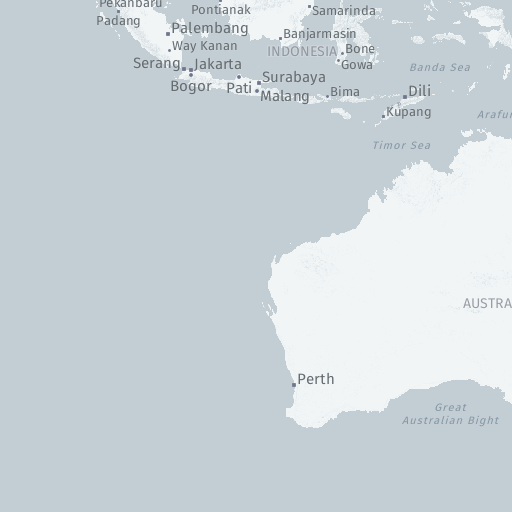 Pekanbaru
Pontianak
Samarinda
Padang
Palembang
Banjarmasin
Way Kanan
INDONESIA
Bone
Serang
Jakarta
Gowa
Banda Sea
Surabaya
Bogor
Pati
Malang
Bima
Dili
Kupang
Arafur
Timor Sea
AUSTRA
Perth
Great
Australian Bight